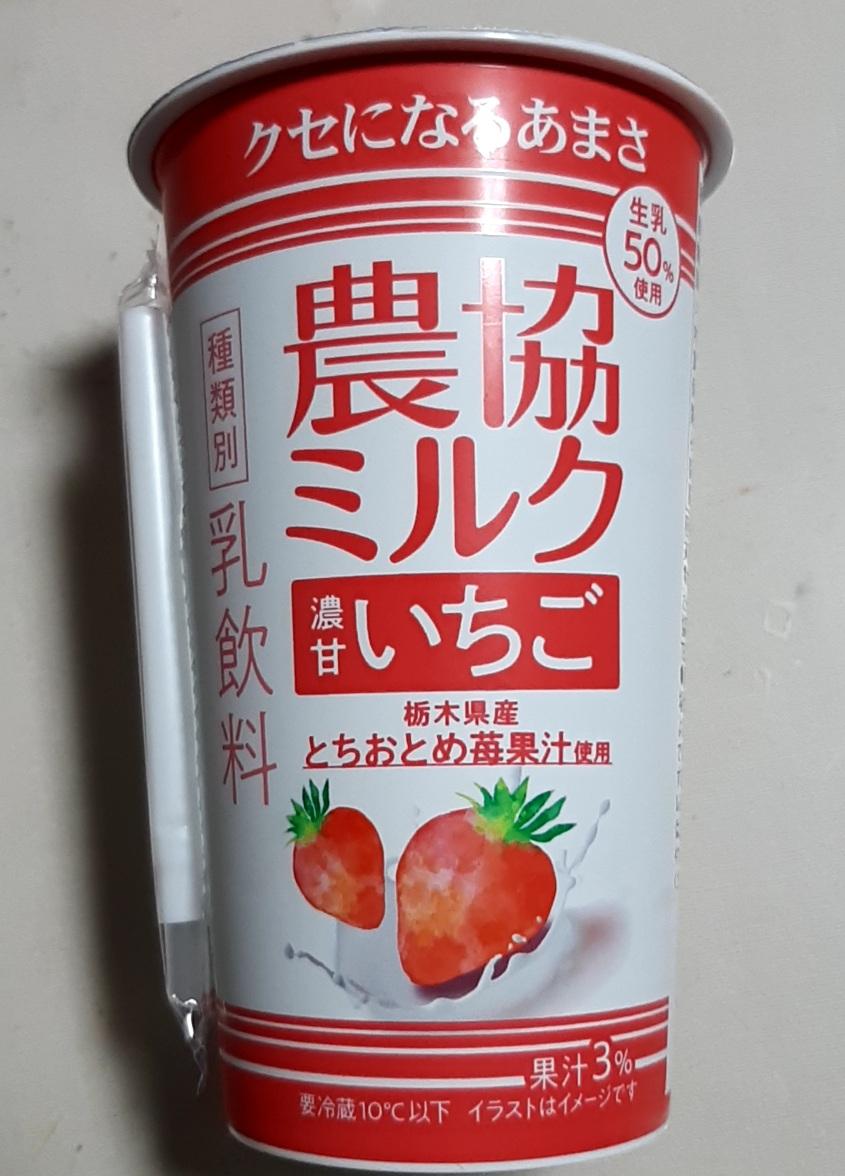 クセになるあまさ
生乳
50%
使用
農協
ミルク
種類別
乳飲料
濃甘
いちご
栃木県産
とちおとめ苺果汁使用
果汁3%
要冷蔵10℃以下 イラストはイメージです